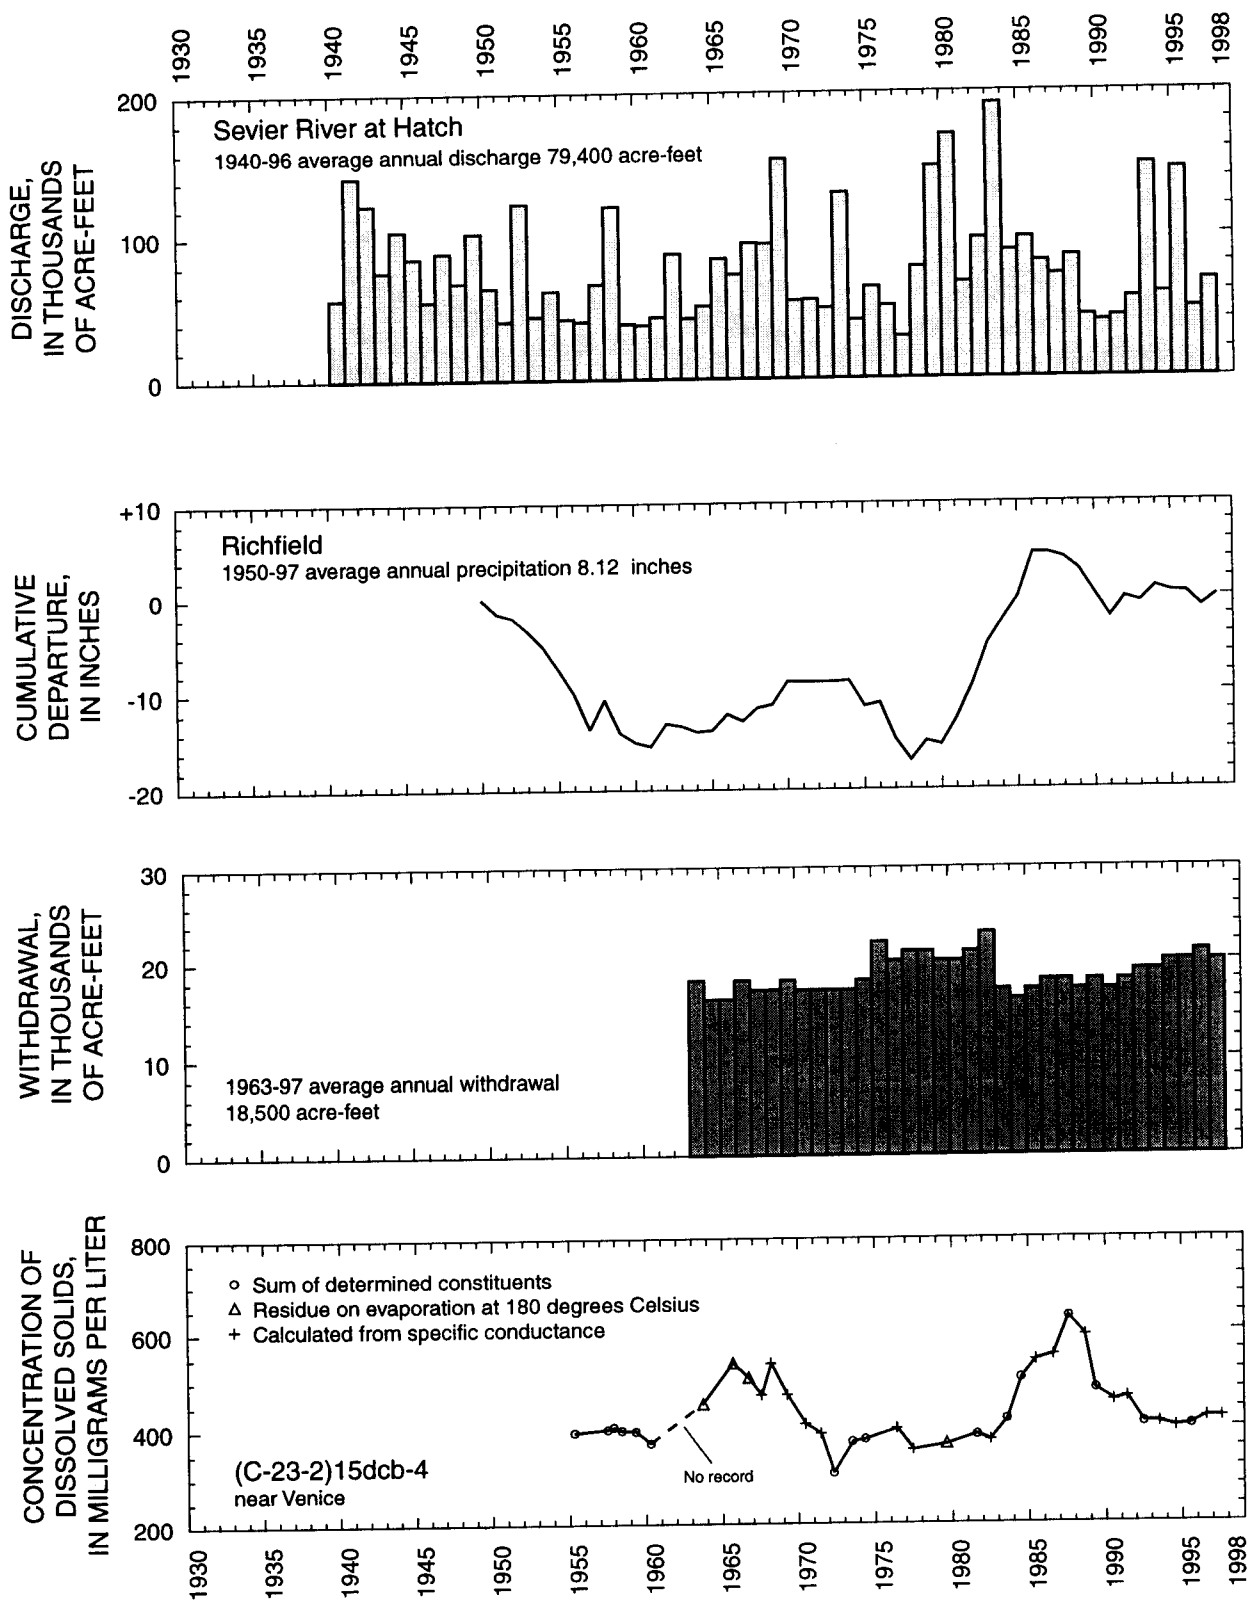 1930 1935 1940 1945 1950 1955 1960 1965 1970 1975 1980 1985 1990 1995 1998
DISCHARGE,
IN THOUSANDS
OF ACRE-FEET
200
100
0
Sevier River at Hatch
1940-96 average annual discharge 79,400 acre-feet
CUMULATIVE
DEPARTURE,
IN INCHES
+10
0
-10
-20
Richfield
1950-97 average annual precipitation 8.12 inches
WITHDRAWAL,
IN THOUSANDS
OF ACRE-FEET
30
20
10
0
1963-97 average annual withdrawal
18,500 acre-feet
CONCENTRATION OF
DISSOLVED SOLIDS,
IN MILLIGRAMS PER LITER
800
600
400
200
Sum of determined constituents
Residue on evaporation at 180 degrees Celsius
Calculated from specific conductance
No record
(C-23-2)15dcb-4
near Venice
1930 1935 1940 1945 1950 1955 1960 1965 1970 1975 1980 1985 1990 1995 1998